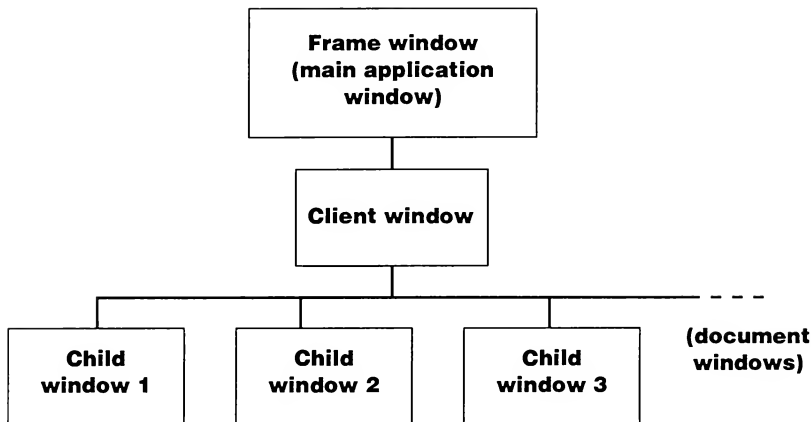 Frame window
(main application
window)
Client window
Child
window 1
Child
window 2
Child
window 3
(document
windows)